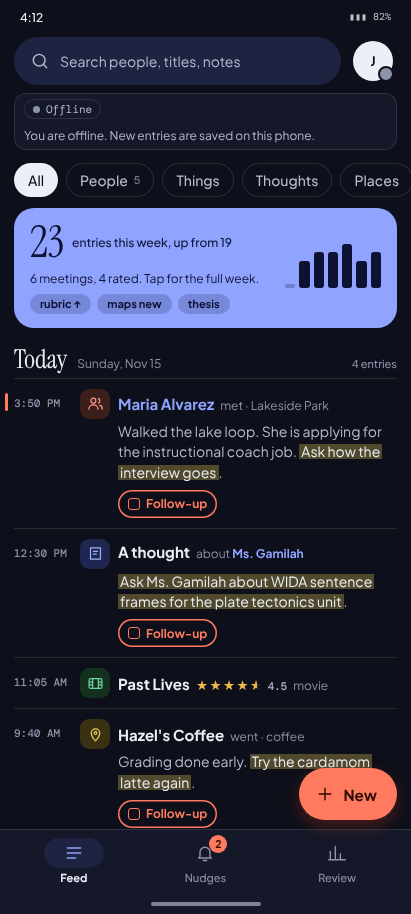 4:12
82%
Search people, titles, notes
J
Offline
You are offline. New entries are saved on this phone.
All
People 5
Things
Thoughts
Places
23 entries this week, up from 19
6 meetings, 4 rated. Tap for the full week.
rubric ↑
maps new
thesis
Today Sunday, Nov 15
4 entries
3:50 PM
Maria Alvarez met · Lakeside Park
Walked the lake loop. She is applying for
the instructional coach job. Ask how the
interview goes.
Follow-up
12:30 PM
A thought about Ms. Gamilah
Ask Ms. Gamilah about WIDA sentence
frames for the plate tectonics unit.
Follow-up
11:05 AM
Past Lives 4.5 movie
9:40 AM
Hazel's Coffee went · coffee
Grading done early. Try the cardamom
latte again.
Follow-up
+ New
Feed
2
Nudges
Review